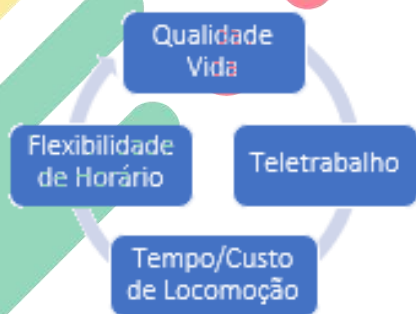 Qualidade
Vida
Teletrabalho
Tempo/Custo
de Locomoção
Flexibilidade
de Horário